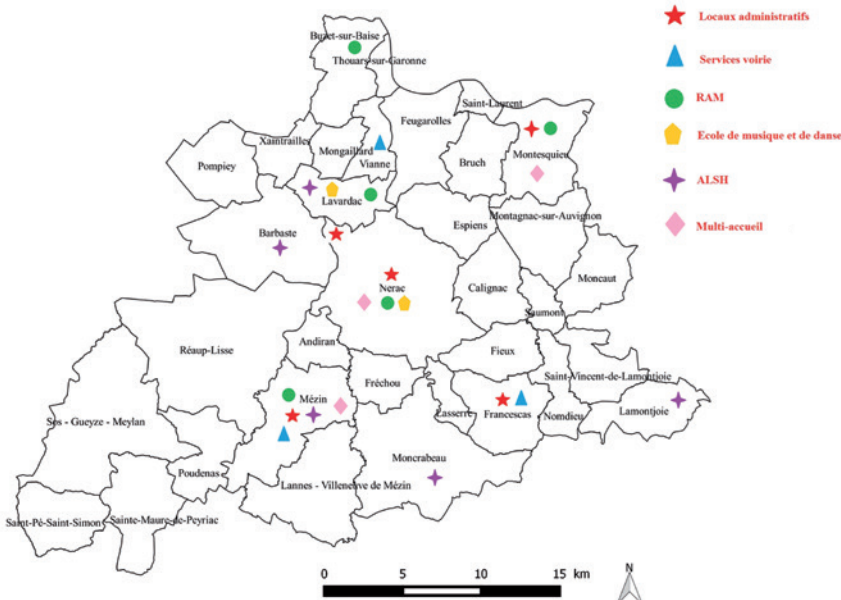 Locaux administratifs
Services voirie
RAM
Ecole de musique et de danse
ALSH
Multi-accueil
Buzet-sur-Baise
Thouars-sur-Garonne
Saint-Laurent
Feugarolles
Xaintrailles
Mongaillard
Vianne
Bruch
Montesquieu
Pompiey
Lavardac
Espiens
Montagnac-sur-Auvignon
Barbaste
Moncaut
Nerac
Calignac
Saumont
Réaup-Lisse
Andiran
Fieux
Fréchou
Saint-Vincent-de-Lamontjoie
Mézin
Lasserre
Francescas
Nomdieu
Lamontjoie
Sos - Gueyze - Meylan
Moncrabeau
Poudenas
Lannes - Villeneuve de Mézin
Saint-Pé-Saint-Simon
Sainte-Maure-de-Peyriac
0 5 10 15 km
N